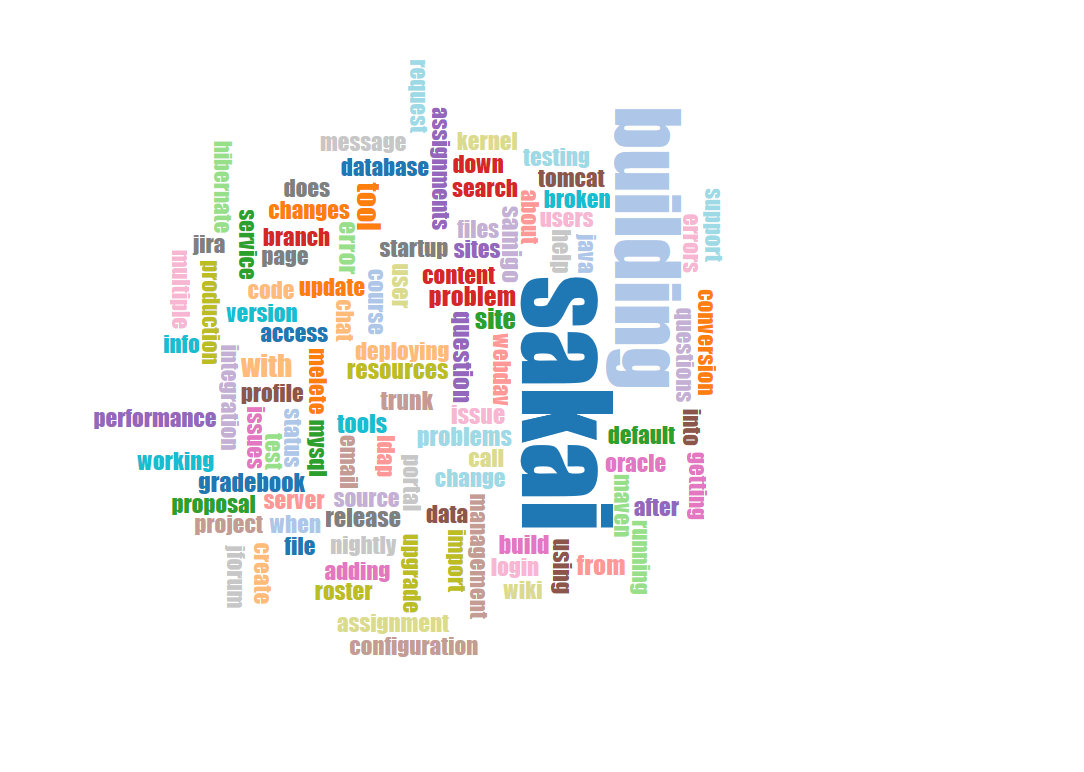 request
assignments
building
message
kernel
hibernate
database
down
testing
does
tool
search
tomcat
changes
about
broken
support
service
branch
error
files
samigo
users
errors
jira
page
startup
sites
help
java
multiple
production
code
update
course
user
content
sakai
version
chat
problem
conversion
info
access
question
site
questions
integration
with
melete
deploying
webdav
resources
profile
trunk
performance
issues
status
mysql
tools
issue
into
test
email
ldap
problems
default
working
portal
call
oracle
getting
gradebook
change
maven
proposal
server
source
management
after
project
when
release
data
running
file
nightly
upgrade
import
build
using
jforum
create
adding
login
from
roster
wiki
assignment
configuration